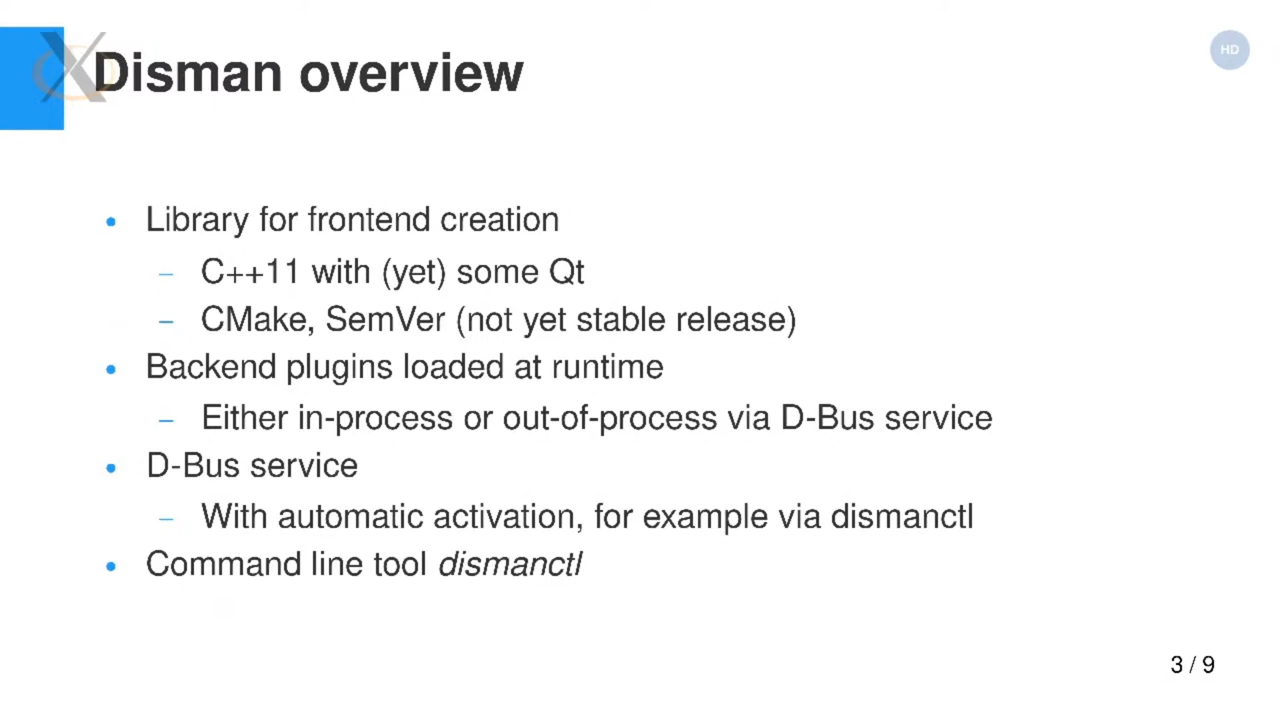 Disman overview
HD
• Library for frontend creation
– C++11 with (yet) some Qt
– CMake, SemVer (not yet stable release)
• Backend plugins loaded at runtime
– Either in-process or out-of-process via D-Bus service
• D-Bus service
– With automatic activation, for example via dismanctl
• Command line tool dismanctl
3 / 9